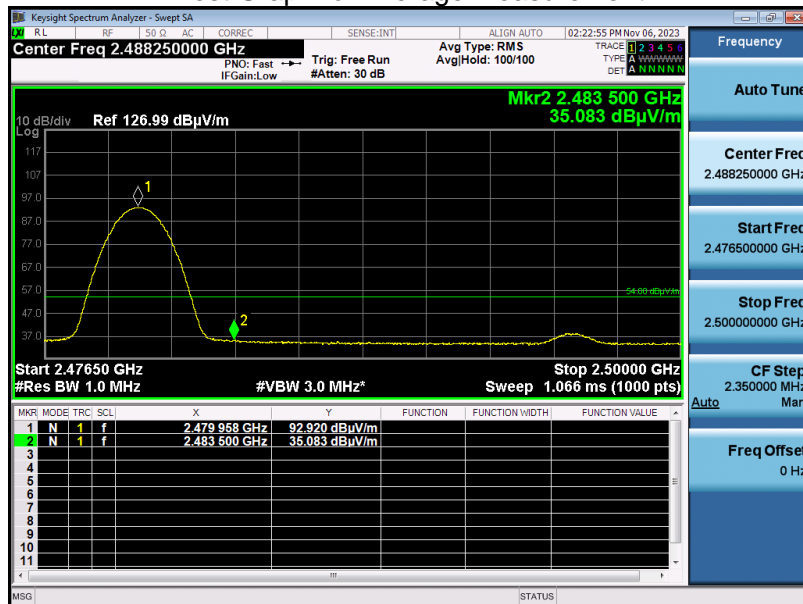 Keysight Spectrum Analyzer - Swept SA
RL RF 50 Ω AC CORREC SENSE:INT ALIGN AUTO 02:22:55 PM Nov 06, 2023
Center Freq 2.488250000 GHz
PNO: Fast
IFGain:Low
Trig: Free Run
#Atten: 30 dB
Avg Type: RMS
Avg|Hold: 100/100
TRACE 1 2 3 4 5 6
TYPE A WWWWW
DET A N N N N N
Mkr2 2.483 500 GHz
35.083 dBµV/m
10 dB/div Ref 126.99 dBµV/m
Log
117
107
97.0
87.0
77.0
67.0
57.0
47.0
37.0
1
2
54.00 dBµV/m
Start 2.47650 GHz Stop 2.50000 GHz
#Res BW 1.0 MHz #VBW 3.0 MHz* Sweep 1.066 ms (1000 pts)
MKR MODE TRC SCL X Y FUNCTION FUNCTION WIDTH FUNCTION VALUE
1 N 1 f 2.479 958 GHz 92.920 dBµV/m
2 N 1 f 2.483 500 GHz 35.083 dBµV/m
3
4
5
6
7
8
9
10
11
MSG STATUS
Frequency
Auto Tune
Center Freq
2.488250000 GHz
Start Freq
2.476500000 GHz
Stop Freq
2.500000000 GHz
CF Step
2.350000 MHz
Auto Man
Freq Offset
0 Hz